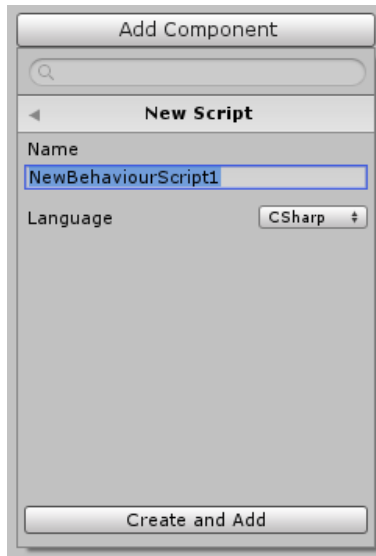 Add Component
New Script
Name
NewBehaviourScript1
Language CSharp
Create and Add